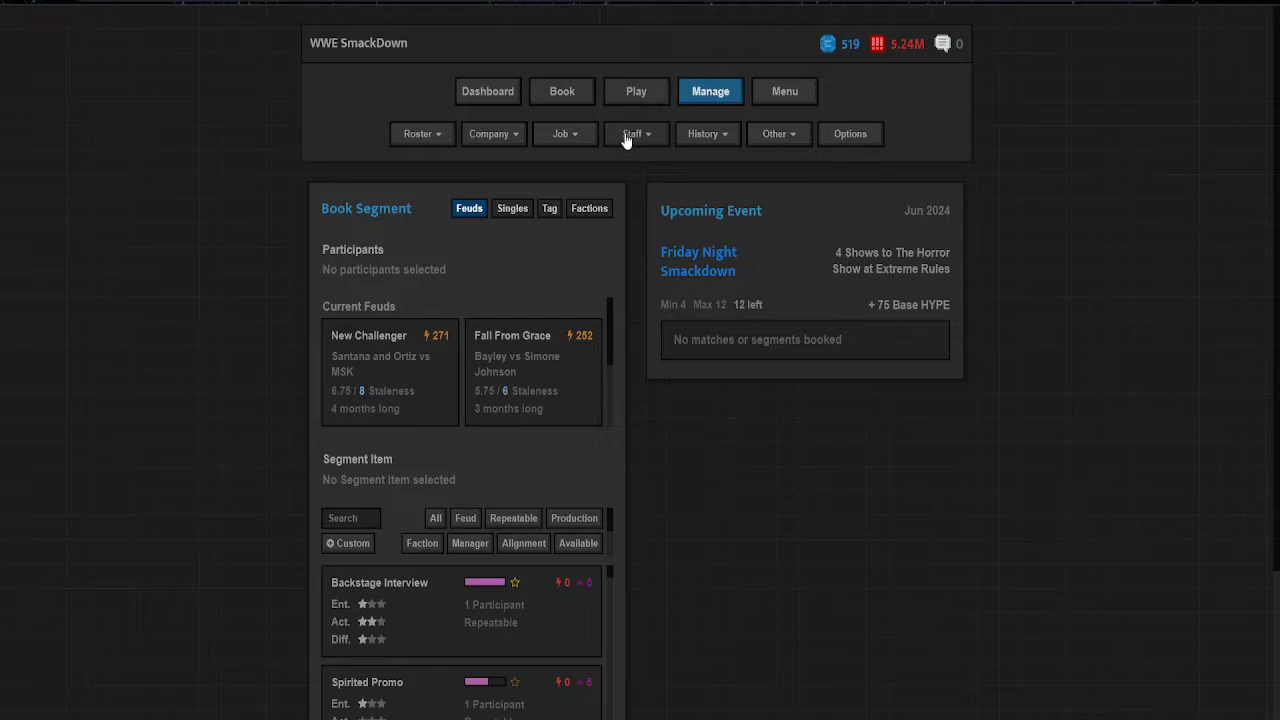 WWE SmackDown
519 5.24M 0
Dashboard Book Play Manage Menu
Roster Company Job Staff History Other Options
Book Segment Feuds Singles Tag Factions
Participants
No participants selected
Current Feuds
New Challenger 271
Santana and Ortiz vs
MSK
6.75 / 8 Staleness
4 months long
Fall From Grace 252
Bayley vs Simone
Johnson
5.75 / 6 Staleness
3 months long
Segment Item
No Segment Item selected
Search All Feud Repeatable Production
Custom Faction Manager Alignment Available
Backstage Interview 0 5
Ent. 1 Participant
Act. Repeatable
Diff.
Spirited Promo 0 5
Ent. 1 Participant
Upcoming Event Jun 2024
Friday Night
Smackdown
4 Shows to The Horror
Show at Extreme Rules
Min 4 Max 12 12 left + 75 Base HYPE
No matches or segments booked